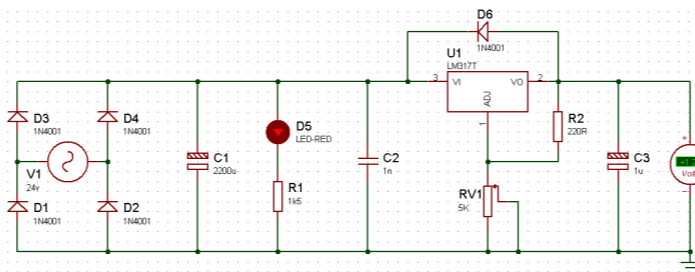 D6
1N4001
U1
LM317T
3
VI
VO
2
ADJ
1
D3
1N4001
D4
1N4001
D5
LED-RED
R2
220R
V1
24v
C1
2200u
C2
1n
C3
1u
R1
1k5
RV1
5K
D1
1N4001
D2
1N4001
+
-